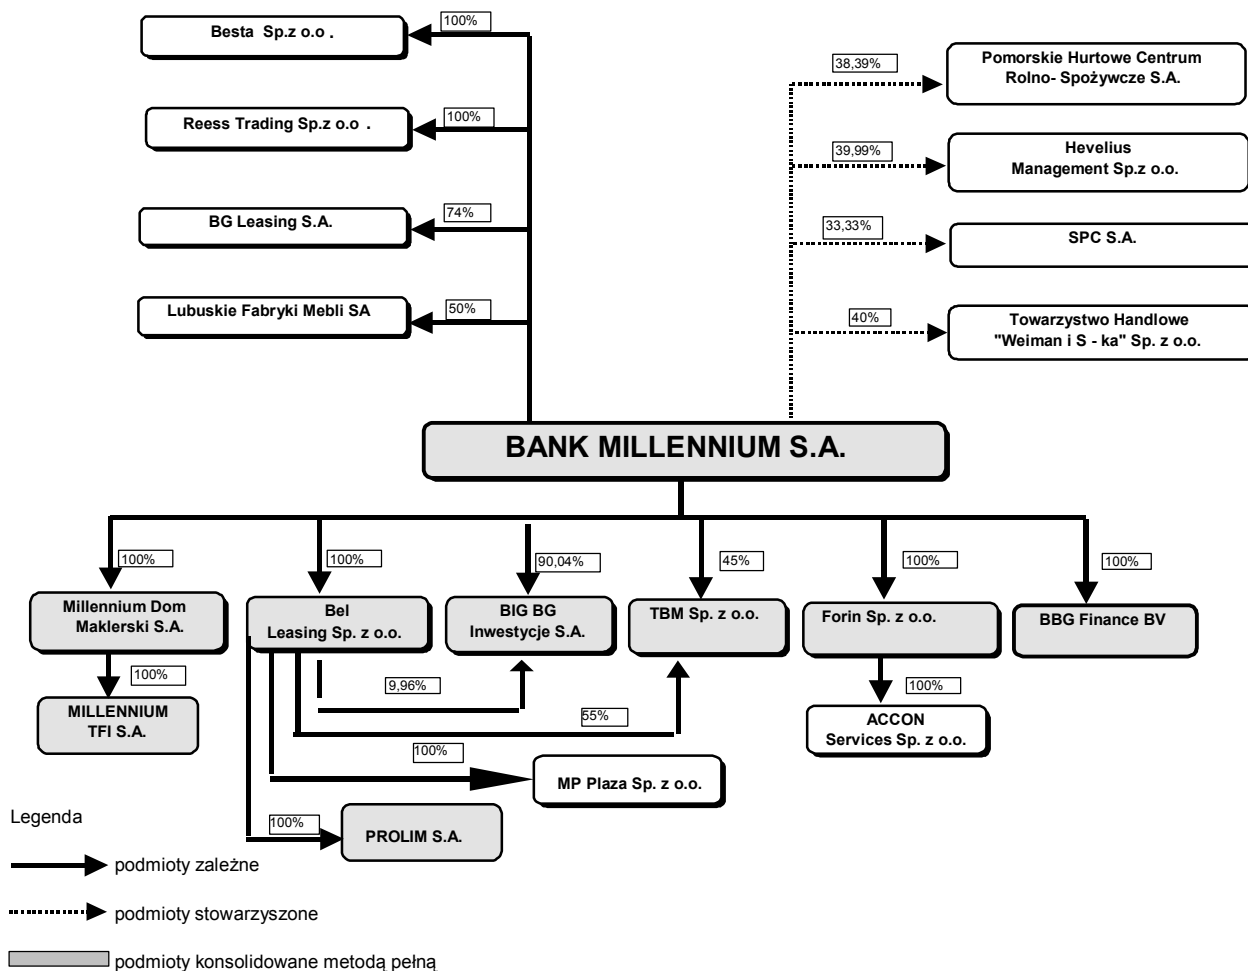 100%
Besta Sp.z o.o .
100%
Reess Trading Sp.z o.o .
74%
BG Leasing S.A.
50%
Lubuskie Fabryki Mebli SA
38,39%
Pomorskie Hurtowe Centrum
Rolno- Spożywcze S.A.
39,99%
Hevelius
Management Sp.z o.o.
33,33%
SPC S.A.
40%
Towarzystwo Handlowe
"Weiman i S - ka" Sp. z o.o.
BANK MILLENNIUM S.A.
100%
100%
90,04%
45%
100%
100%
Millennium Dom
Maklerski S.A.
Bel
Leasing Sp. z o.o.
BIG BG
Inwestycje S.A.
TBM Sp. z o.o.
Forin Sp. z o.o.
BBG Finance BV
100%
9,96%
100%
MILLENNIUM
TFI S.A.
55%
ACCON
Services Sp. z o.o.
100%
MP Plaza Sp. z o.o.
100%
PROLIM S.A.
Legenda
podmioty zależne
podmioty stowarzyszone
podmioty konsolidowane metodą pełną